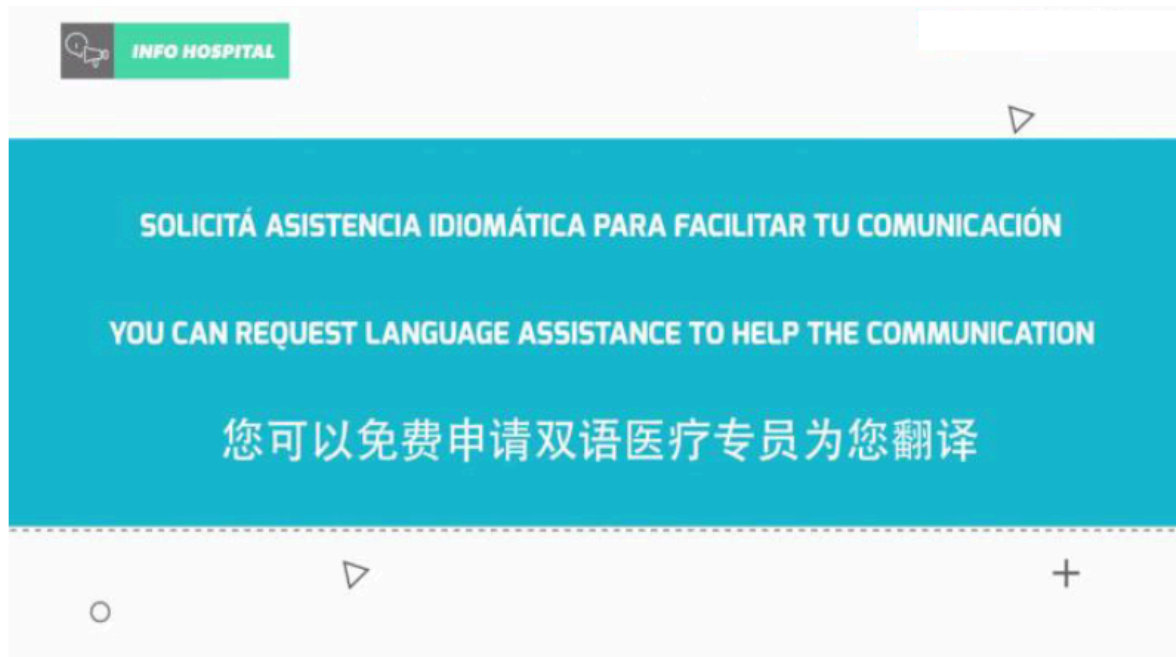 INFO HOSPITAL
SOLICITÁ ASISTENCIA IDIOMÁTICA PARA FACILITAR TU COMUNICACIÓN
YOU CAN REQUEST LANGUAGE ASSISTANCE TO HELP THE COMMUNICATION
您可以免费申请双语医疗专员为您翻译